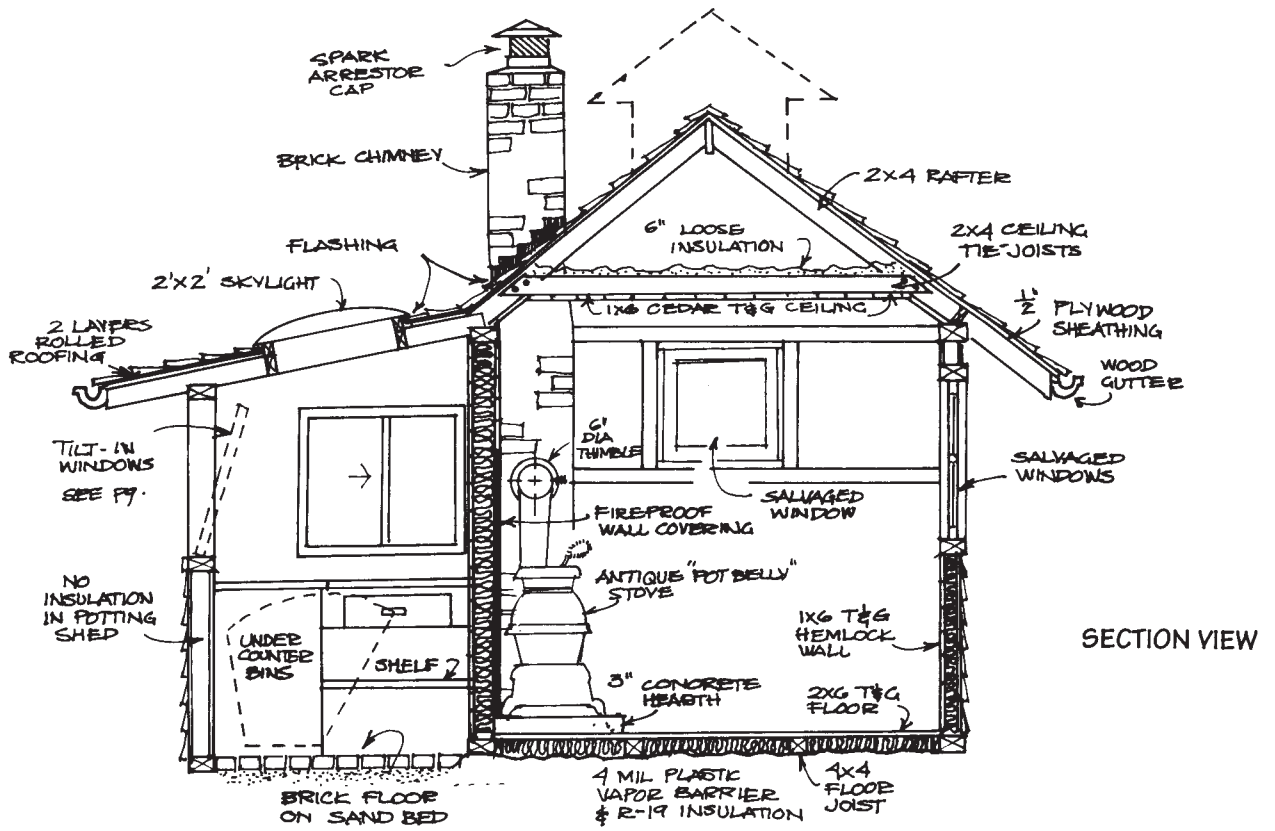 SPARK
ARRESTOR
CAP
BRICK CHIMNEY
2X4 RAFTER
6" LOOSE
INSULATION
2X4 CEILING
TIE-JOISTS
FLASHING
2'X2' SKYLIGHT
1X6 CEDAR T&G CEILING
1/2" PLYWOOD
SHEATHING
2 LAYERS
ROLLED
ROOFING
WOOD
GUTTER
6"
DIA
THIMBLE
TILT-IN
WINDOWS
SEE P9.
SALVAGED
WINDOWS
SALVAGED
WINDOW
FIREPROOF
WALL COVERING
ANTIQUE "POT BELLY"
STOVE
NO
INSULATION
IN POTTING
SHED
1X6 T&G
HEMLOCK
WALL
SECTION VIEW
UNDER
COUNTER
BINS
SHELF
3" CONCRETE
HEARTH
2X6 T&G
FLOOR
BRICK FLOOR
ON SAND BED
4 MIL PLASTIC
VAPOR BARRIER
& R-19 INSULATION
4X4
FLOOR
JOIST